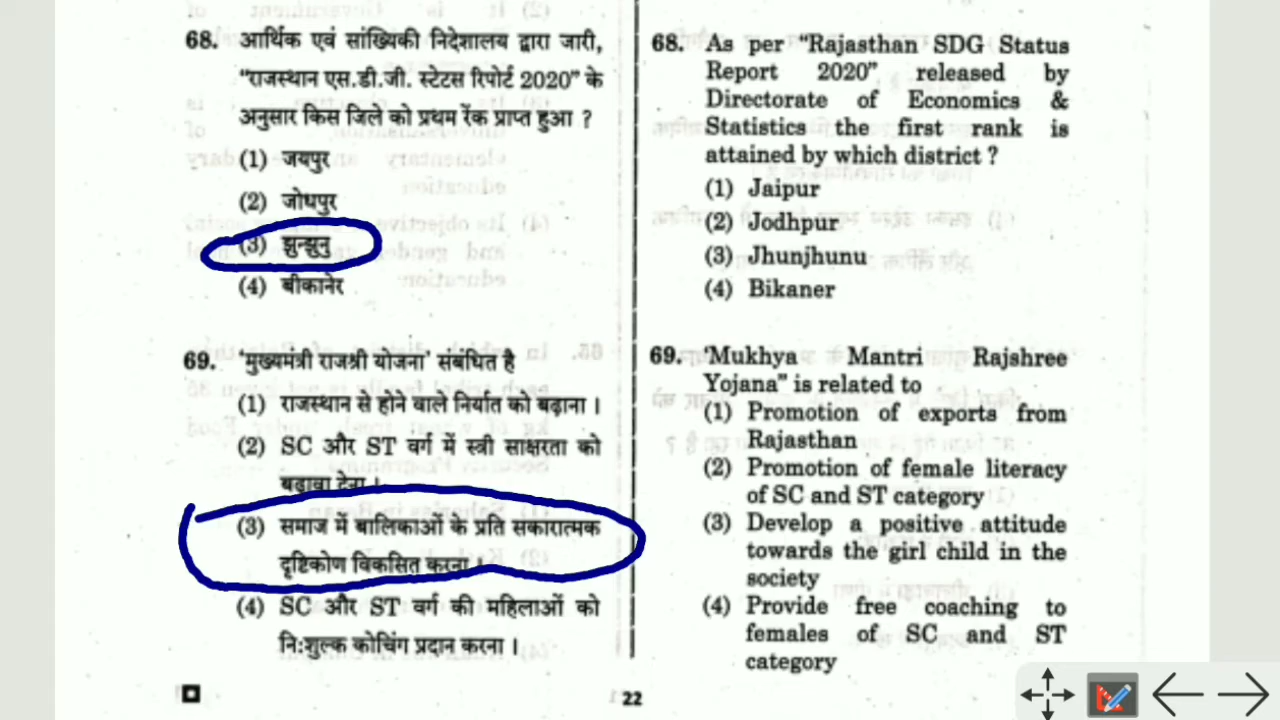 68. आर्थिक एवं सांख्यिकी निदेशालय द्वारा जारी,
"राजस्थान एस.डी.जी. स्टेटस रिपोर्ट 2020" के
अनुसार किस जिले को प्रथम रेंक प्राप्त हुआ ?
(1) जयपुर
(2) जोधपुर
(3) झुन्झुनु
(4) बीकानेर
69. 'मुख्यमंत्री राजश्री योजना' संबंधित है
(1) राजस्थान से होने वाले निर्यात को बढ़ाना ।
(2) SC और ST वर्ग में स्त्री साक्षरता को
बढ़ावा देना ।
(3) समाज में बालिकाओं के प्रति सकारात्मक
दृष्टिकोण विकसित करना ।
(4) SC और ST वर्ग की महिलाओं को
नि:शुल्क कोचिंग प्रदान करना ।
68. As per "Rajasthan SDG Status
Report 2020" released by
Directorate of Economics &
Statistics the first rank is
attained by which district ?
(1) Jaipur
(2) Jodhpur
(3) Jhunjhunu
(4) Bikaner
69. 'Mukhya Mantri Rajshree
Yojana" is related to
(1) Promotion of exports from
Rajasthan
(2) Promotion of female literacy
of SC and ST category
(3) Develop a positive attitude
towards the girl child in the
society
(4) Provide free coaching to
females of SC and ST
category
22